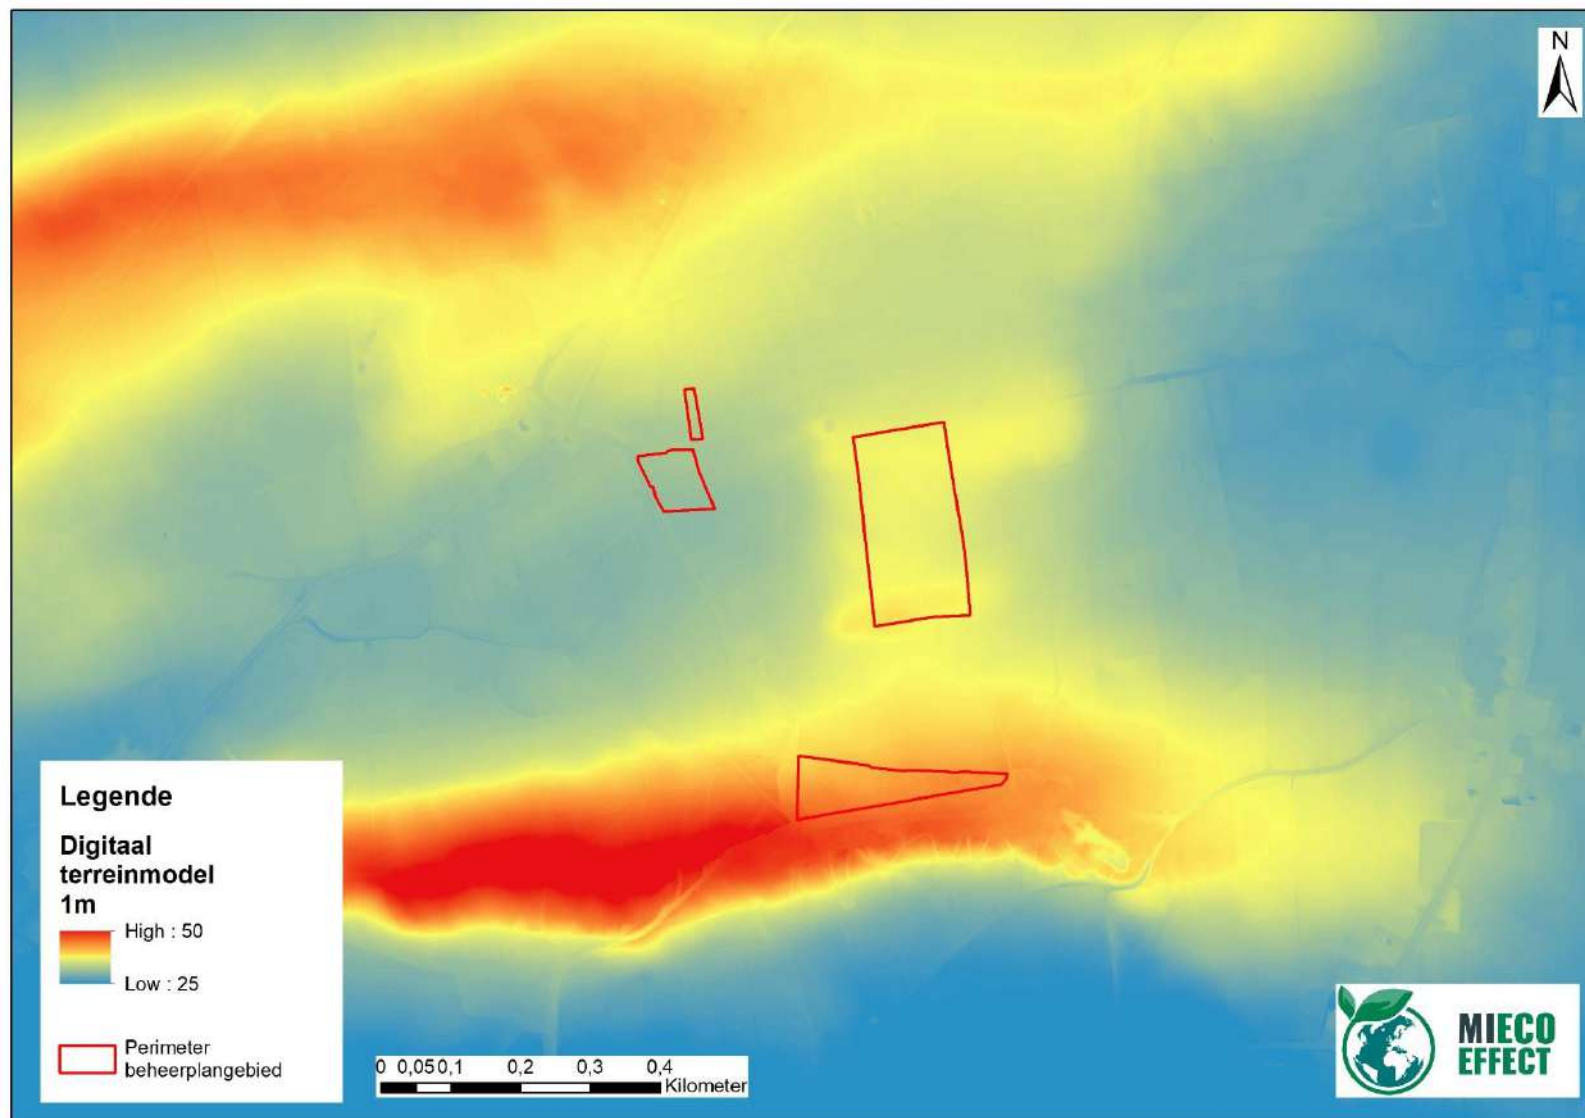 N
Legende
Digitaal
terreinmodel
1m
High : 50
Low : 25
Perimeter
beheerplangebied
0 0,05 0,1 0,2 0,3 0,4
Kilometer
MIECO
EFFECT